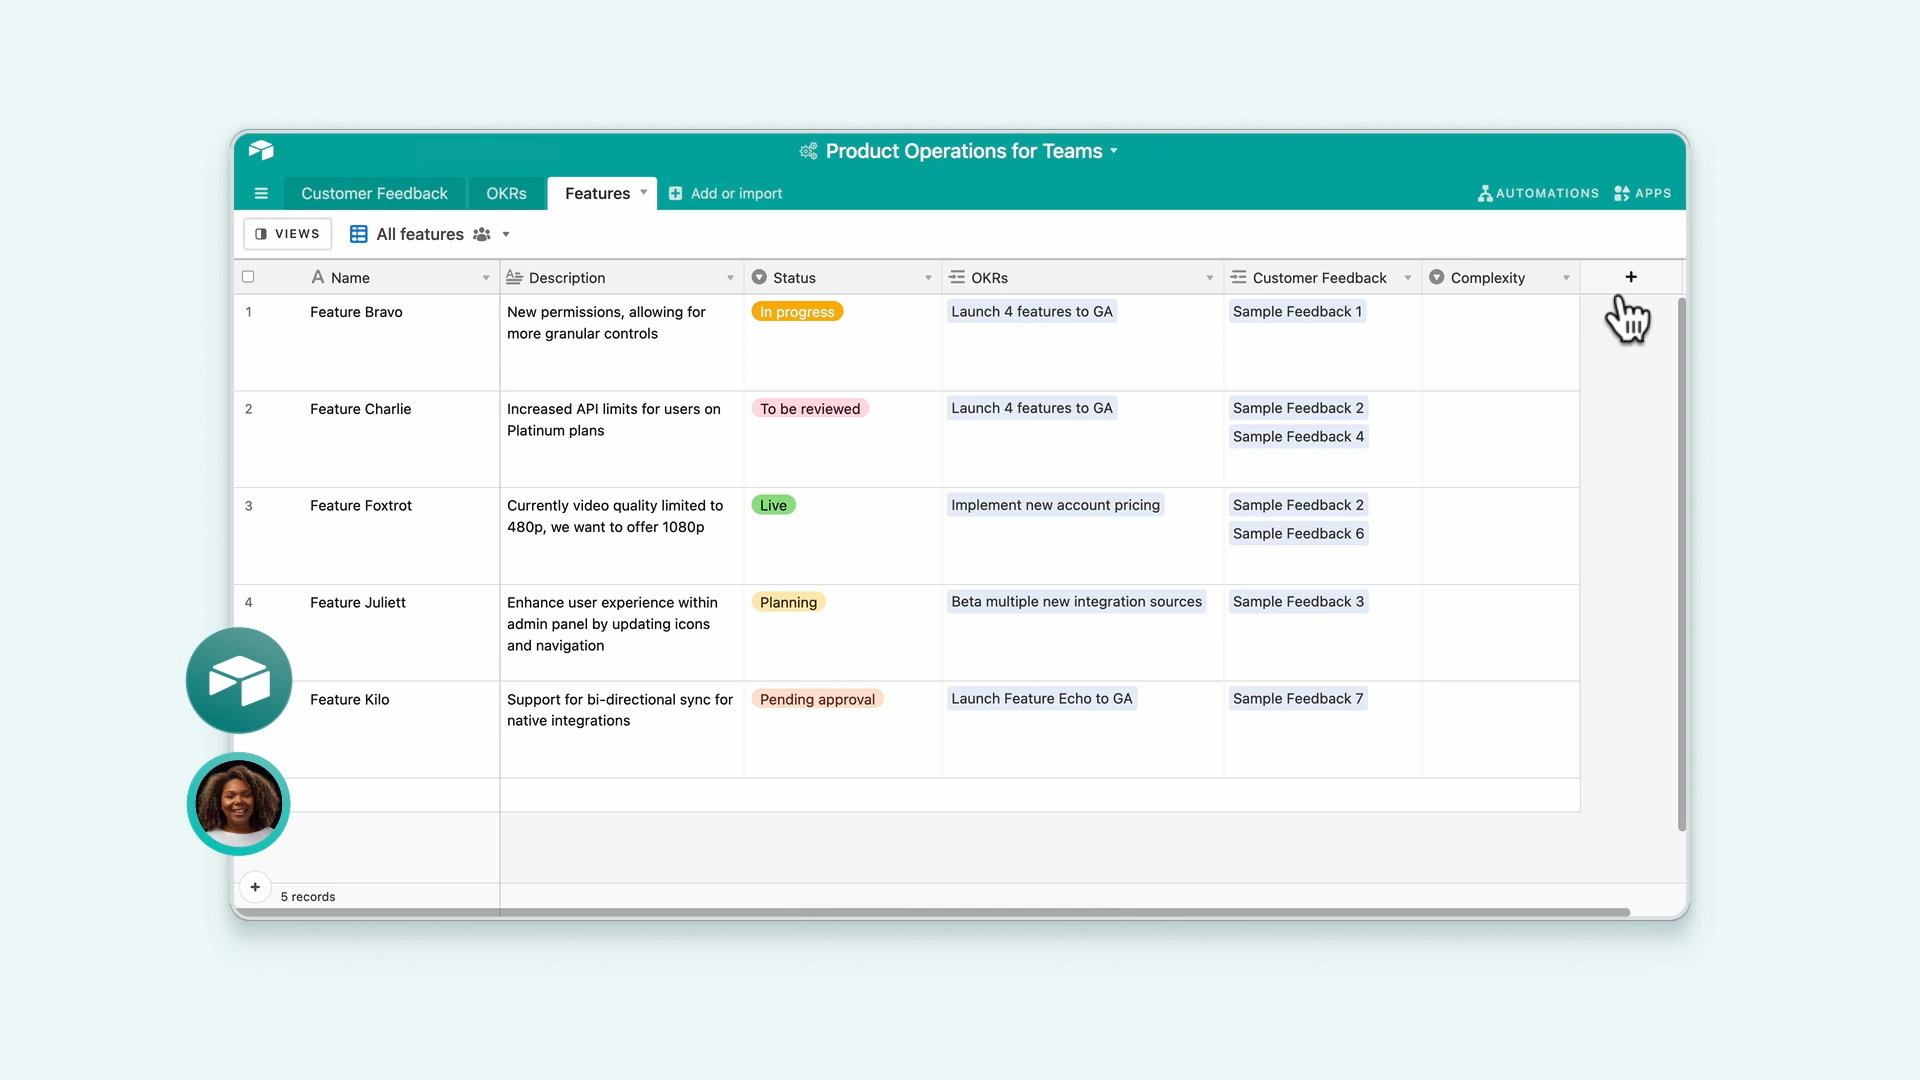 Product Operations for Teams
Customer Feedback
OKRs
Features
Add or import
AUTOMATIONS
APPS
VIEWS
All features
Name
Description
Status
OKRs
Customer Feedback
Complexity
1
Feature Bravo
New permissions, allowing for
more granular controls
In progress
Launch 4 features to GA
Sample Feedback 1
2
Feature Charlie
Increased API limits for users on
Platinum plans
To be reviewed
Launch 4 features to GA
Sample Feedback 2
Sample Feedback 4
3
Feature Foxtrot
Currently video quality limited to
480p, we want to offer 1080p
Live
Implement new account pricing
Sample Feedback 2
Sample Feedback 6
4
Feature Juliett
Enhance user experience within
admin panel by updating icons
and navigation
Planning
Beta multiple new integration sources
Sample Feedback 3
Feature Kilo
Support for bi-directional sync for
native integrations
Pending approval
Launch Feature Echo to GA
Sample Feedback 7
5 records